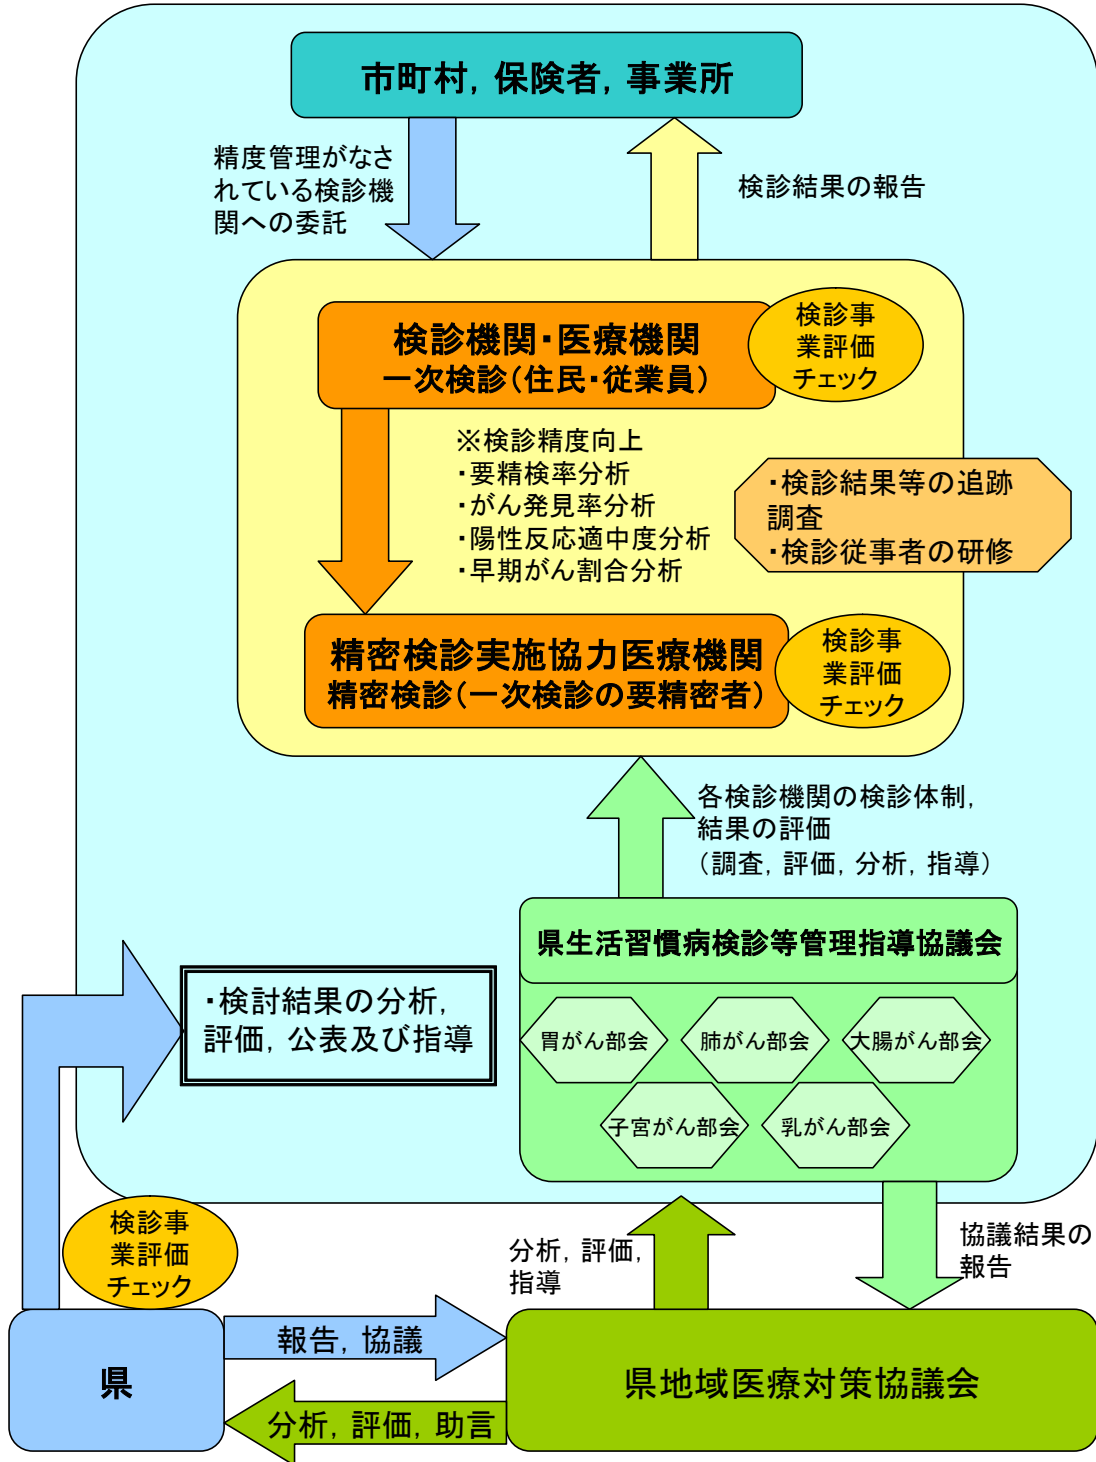 市町村，保険者，事業所
精度管理がなさ
れている検診機
関への委託
検診結果の報告
検診機関・医療機関
一次検診（住民・従業員）
検診事
業評価
チェック
※検診精度向上
・要精検率分析
・がん発見率分析
・陽性反応適中度分析
・早期がん割合分析
・検診結果等の追跡
調査
・検診従事者の研修
精密検診実施協力医療機関
精密検診（一次検診の要精密者）
検診事
業評価
チェック
各検診機関の検診体制，
結果の評価
（調査，評価，分析，指導）
県生活習慣病検診等管理指導協議会
胃がん部会
肺がん部会
大腸がん部会
子宮がん部会
乳がん部会
・検討結果の分析，
評価，公表及び指導
検診事
業評価
チェック
分析，評価，
指導
協議結果の
報告
県
報告，協議
分析，評価，助言
県地域医療対策協議会